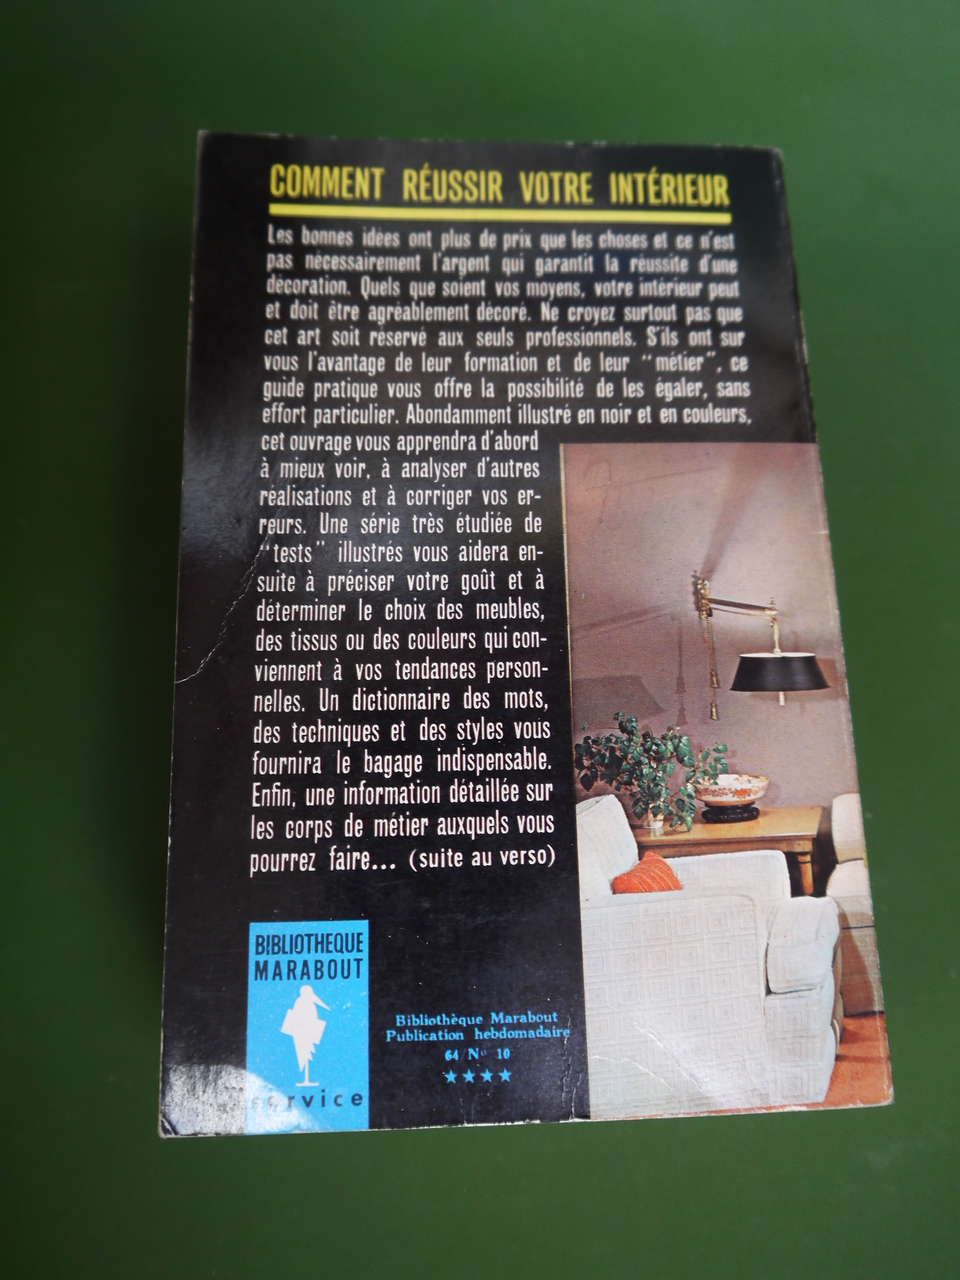 COMMENT RÉUSSIR VOTRE INTÉRIEUR
Les bonnes idées ont plus de prix que les choses et ce n'est
pas nécessairement l'argent qui garantit la réussite d'une
décoration. Quels que soient vos moyens, votre intérieur peut
et doit être agréablement décoré. Ne croyez surtout pas que
cet art soit réservé aux seuls professionnels. S'ils ont sur
vous l'avantage de leur formation et de leur "métier", ce
guide pratique vous offre la possibilité de les égaler, sans
effort particulier. Abondamment illustré en noir et en couleurs,
cet ouvrage vous apprendra d'abord
à mieux voir, à analyser d'autres
réalisations et à corriger vos er-
reurs. Une série très étudiée de
"tests" illustrés vous aidera en-
suite à préciser votre goût et à
déterminer le choix des meubles,
des tissus ou des couleurs qui con-
viennent à vos tendances person-
nelles. Un dictionnaire des mots,
des techniques et des styles vous
fournira le bagage indispensable.
Enfin, une information détaillée sur
les corps de métier auxquels vous
pourrez faire... (suite au verso)
BIBLIOTHEQUE
MARABOUT
service
Bibliothèque Marabout
Publication hebdomadaire
64 N° 10
★★★★